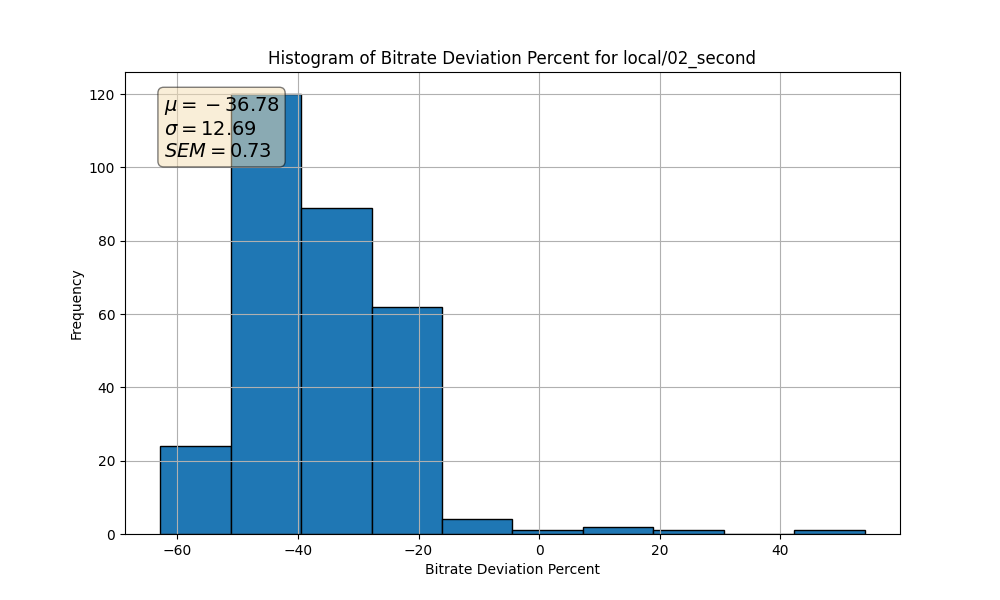 Histogram of Bitrate Deviation Percent for local/02_second
μ = −36.78
σ = 12.69
SEM = 0.73
120
100
80
60
40
20
0
Frequency
−60 −40 −20 0 20 40
Bitrate Deviation Percent